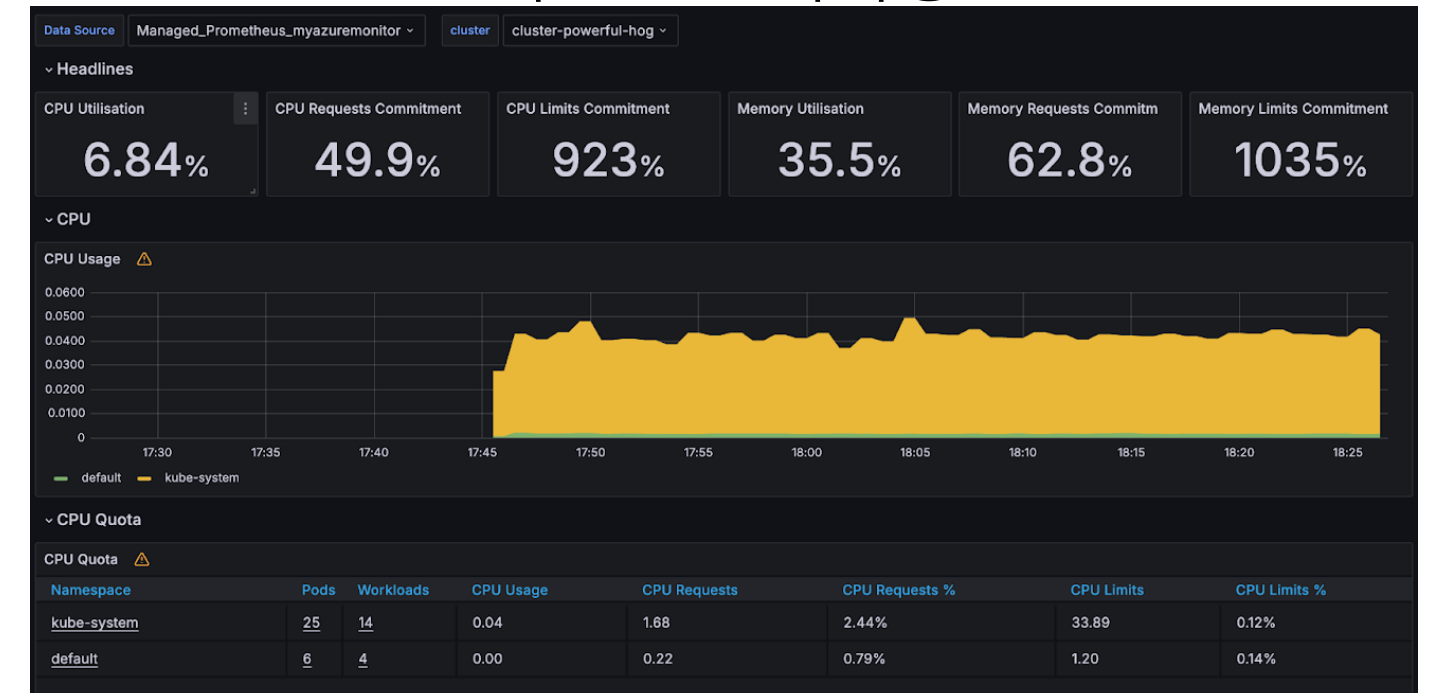 Data Source Managed_Prometheus_myazuremonitor cluster cluster-powerful-hog
Headlines
CPU Utilisation CPU Requests Commitment CPU Limits Commitment Memory Utilisation Memory Requests Commitm Memory Limits Commitment
6.84% 49.9% 923% 35.5% 62.8% 1035%
CPU
CPU Usage
0.0600
0.0500
0.0400
0.0300
0.0200
0.0100
0
17:30 17:35 17:40 17:45 17:50 17:55 18:00 18:05 18:10 18:15 18:20 18:25
default kube-system
CPU Quota
CPU Quota
Namespace Pods Workloads CPU Usage CPU Requests CPU Requests % CPU Limits CPU Limits %
kube-system 25 14 0.04 1.68 2.44% 33.89 0.12%
default 6 4 0.00 0.22 0.79% 1.20 0.14%